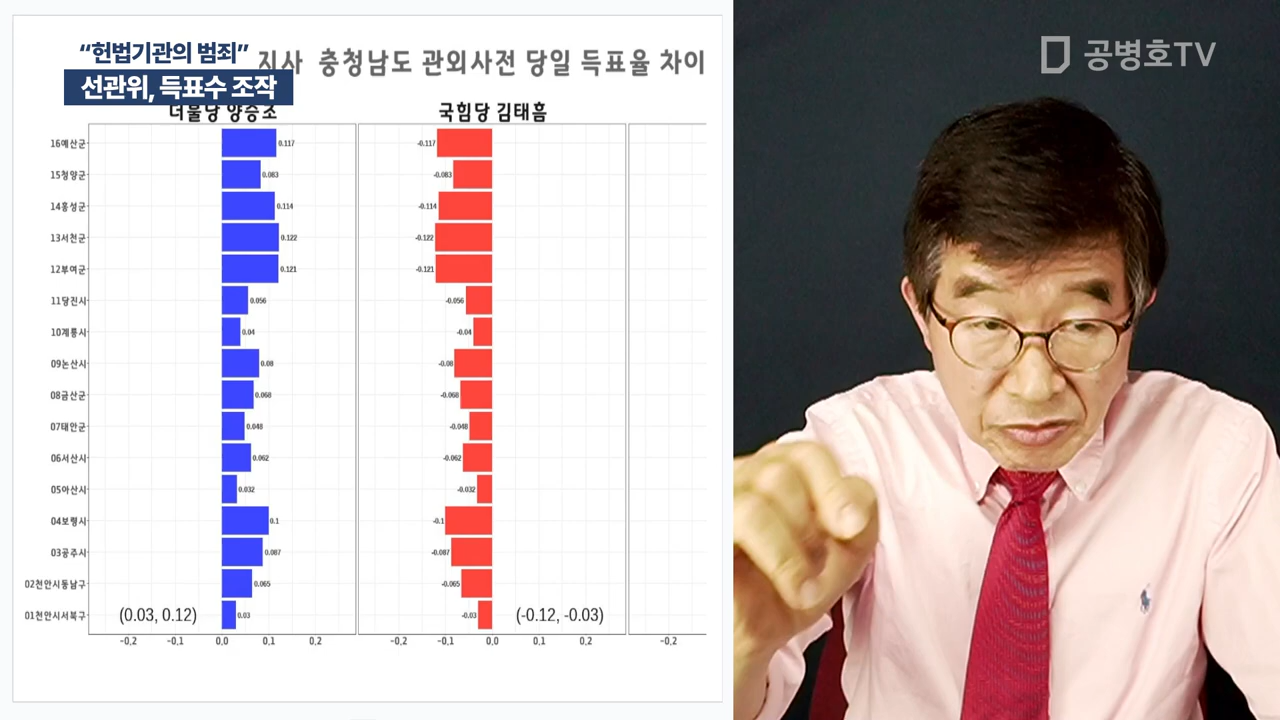 “헌법기관의 범죄”
선관위, 득표수 조작
지사 충청남도 관외사전 당일 득표율 차이
공병호TV
더불당 양승조
국힘당 김태흠
16예산군 0.117 -0.117
15청양군 0.083 -0.083
14홍성군 0.114 -0.114
13서천군 0.122 -0.122
12부여군 0.121 -0.121
11당진시 0.056 -0.056
10계룡시 0.04 -0.04
09논산시 0.08 -0.08
08금산군 0.068 -0.068
07태안군 0.048 -0.048
06서산시 0.062 -0.062
05아산시 0.032 -0.032
04보령시 0.1 -0.1
03공주시 0.087 -0.087
02천안시동남구 0.065 -0.065
01천안시서북구 (0.03, 0.12) 0.03 -0.03 (-0.12, -0.03)
-0.2 -0.1 0.0 0.1 0.2 -0.2 -0.1 0.0 0.1 0.2 -0.2